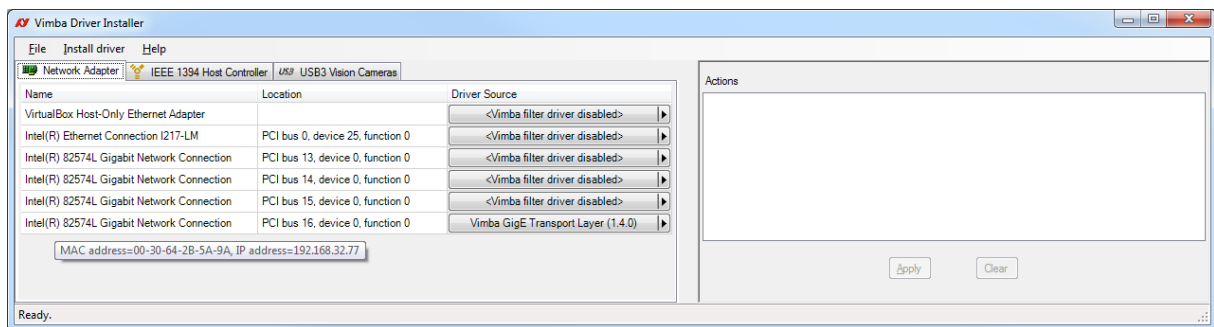 Vimba Driver Installer
File Install driver Help
Network Adapter IEEE 1394 Host Controller USB USB3 Vision Cameras
Name Location Driver Source
VirtualBox Host-Only Ethernet Adapter <Vimba filter driver disabled>
Intel(R) Ethernet Connection I217-LM PCI bus 0, device 25, function 0 <Vimba filter driver disabled>
Intel(R) 82574L Gigabit Network Connection PCI bus 13, device 0, function 0 <Vimba filter driver disabled>
Intel(R) 82574L Gigabit Network Connection PCI bus 14, device 0, function 0 <Vimba filter driver disabled>
Intel(R) 82574L Gigabit Network Connection PCI bus 15, device 0, function 0 <Vimba filter driver disabled>
Intel(R) 82574L Gigabit Network Connection PCI bus 16, device 0, function 0 Vimba GigE Transport Layer (1.4.0)
MAC address=00-30-64-2B-5A-9A, IP address=192.168.32.77
Actions
Apply Clear
Ready.